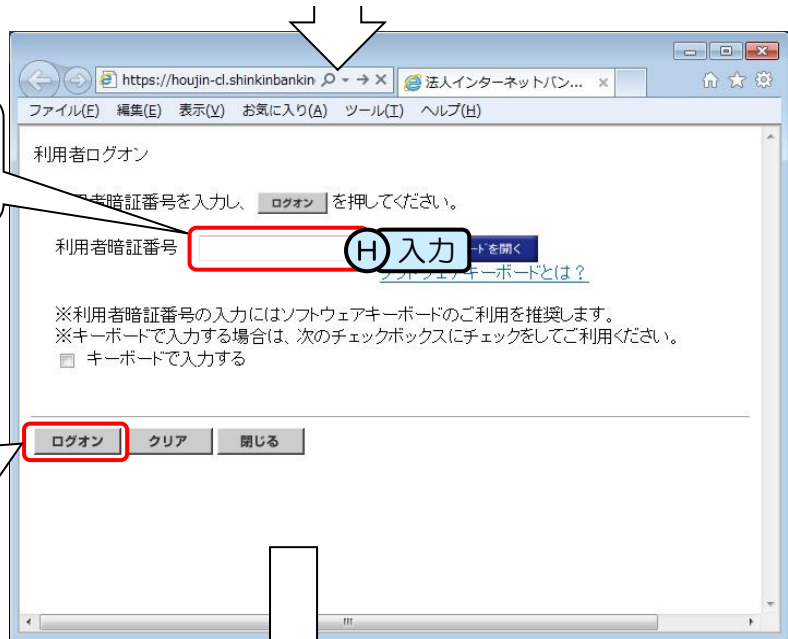 https://houjin-cl.shinkinbankin
法人インターネットバン...
ファイル(F) 編集(E) 表示(V) お気に入り(A) ツール(T) ヘルプ(H)
利用者ログオン
者暗証番号を入力し、 ログオン を押してください。
利用者暗証番号 H 入力 ードを開く
ソフトウェアキーボードとは?
※利用者暗証番号の入力にはソフトウェアキーボードのご利用を推奨します。
※キーボードで入力する場合は、次のチェックボックスにチェックをしてご利用ください。
キーボードで入力する
ログオン クリア 閉じる